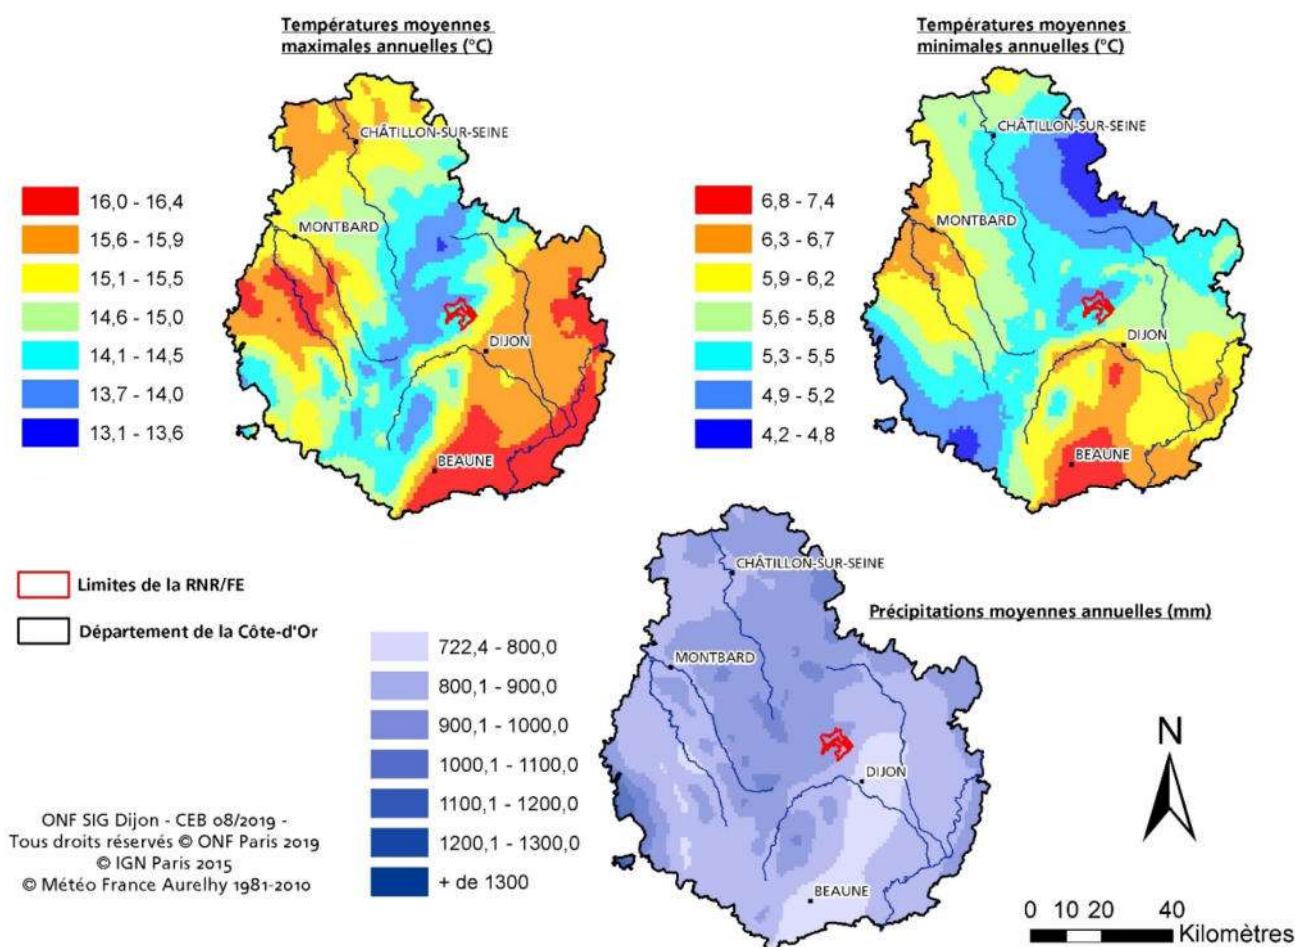 Températures moyennes
maximales annuelles (°C)
CHÂTILLON-SUR-SEINE
MONTBARD
DIJON
BEAUNE
16,0 - 16,4
15,6 - 15,9
15,1 - 15,5
14,6 - 15,0
14,1 - 14,5
13,7 - 14,0
13,1 - 13,6
Températures moyennes
minimales annuelles (°C)
CHÂTILLON-SUR-SEINE
MONTBARD
DIJON
BEAUNE
6,8 - 7,4
6,3 - 6,7
5,9 - 6,2
5,6 - 5,8
5,3 - 5,5
4,9 - 5,2
4,2 - 4,8
Limites de la RNR/FE
Département de la Côte-d'Or
Précipitations moyennes annuelles (mm)
CHÂTILLON-SUR-SEINE
MONTBARD
DIJON
BEAUNE
722,4 - 800,0
800,1 - 900,0
900,1 - 1000,0
1000,1 - 1100,0
1100,1 - 1200,0
1200,1 - 1300,0
+ de 1300
ONF SIG Dijon - CEB 08/2019 -
Tous droits réservés © ONF Paris 2019
© IGN Paris 2015
© Météo France Aurelhy 1981-2010
N
0 10 20 40
Kilomètres